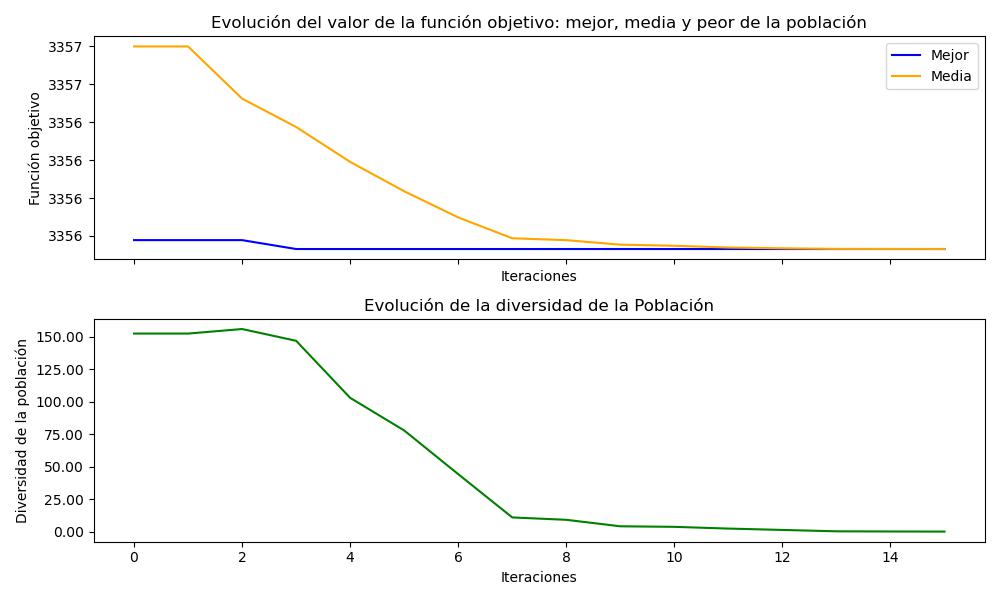 Evolución del valor de la función objetivo: mejor, media y peor de la población
3357
3357
3356
3356
3356
3356
Función objetivo
Mejor
Media
Iteraciones
Evolución de la diversidad de la Población
150.00
125.00
100.00
75.00
50.00
25.00
0.00
Diversidad de la población
0 2 4 6 8 10 12 14
Iteraciones